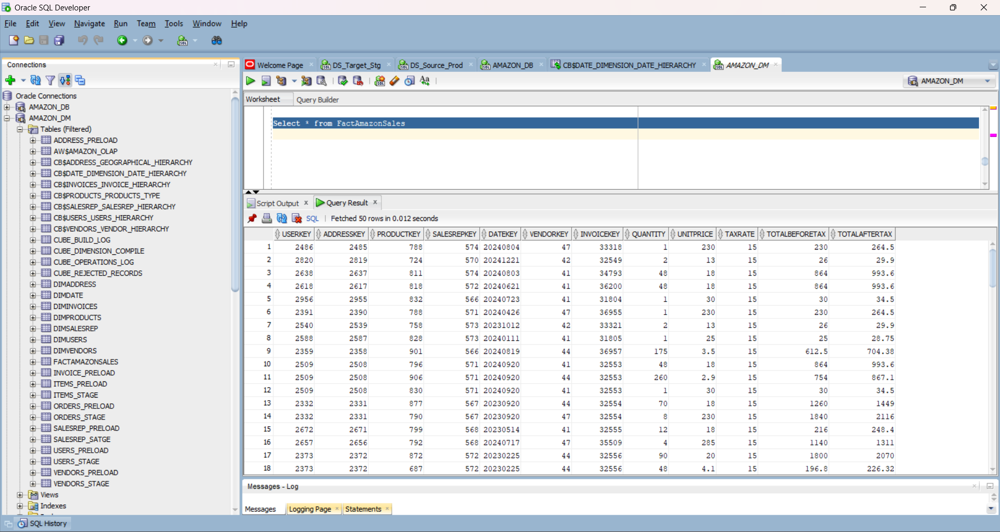 Oracle SQL Developer
File Edit View Navigate Run Team Tools Window Help
Connections
Oracle Connections
AMAZON_DB
AMAZON_DM
Tables (Filtered)
ADDRESS_PRELOAD
AW$AMAZON_OLAP
CB$ADDRESS_GEOGRAPHICAL_HIERARCHY
CB$DATE_DIMENSION_DATE_HIERARCHY
CB$INVOICES_INVOICE_HIERARCHY
CB$PRODUCTS_PRODUCTS_TYPE
CB$SALESREP_SALESREP_HIERARCHY
CB$USERS_USERS_HIERARCHY
CB$VENDORS_VENDOR_HIERARCHY
CUBE_BUILD_LOG
CUBE_DIMENSION_COMPILE
CUBE_OPERATIONS_LOG
CUBE_REJECTED_RECORDS
DIMADDRESS
DIMDATE
DIMINVOICES
DIMPRODUCTS
DIMSALESREP
DIMUSERS
DIMVENDORS
FACTAMAZONSALES
INVOICE_PRELOAD
ITEMS_PRELOAD
ITEMS_STAGE
ORDERS_PRELOAD
ORDERS_STAGE
SALESREP_PRELOAD
SALESREP_SATGE
USERS_PRELOAD
USERS_STAGE
VENDORS_PRELOAD
VENDORS_STAGE
Views
Indexes
Welcome Page DS_Target_Stg DS_Source_Prod AMAZON_DB CB$DATE_DIMENSION_DATE_HIERARCHY AMAZON_DM
AMAZON_DM
Worksheet Query Builder
Select * from FactAmazonSales
Script Output Query Result
SQL Fetched 50 rows in 0.012 seconds
USERKEY ADDRESSKEY PRODUCTKEY SALESREPKEY DATEKEY VENDORKEY INVOICEKEY QUANTITY UNITPRICE TAXRATE TOTALBEFORETAX TOTALAFTERTAX
1 2486 2485 788 574 20240804 47 33318 1 230 15 230 264.5
2 2820 2819 724 570 20241221 42 32549 2 13 15 26 29.9
3 2638 2637 811 574 20240803 41 34793 48 18 15 864 993.6
4 2618 2617 818 572 20240621 41 36200 48 18 15 864 993.6
5 2956 2955 832 566 20240723 41 31804 1 30 15 30 34.5
6 2391 2390 788 571 20240426 47 36955 1 230 15 230 264.5
7 2540 2539 758 573 20231012 42 33321 2 13 15 26 29.9
8 2588 2587 828 573 20240111 41 31805 1 25 15 25 28.75
9 2359 2358 901 566 20240819 44 36957 175 3.5 15 612.5 704.38
10 2509 2508 796 571 20240920 41 32553 48 18 15 864 993.6
11 2509 2508 906 571 20240920 44 32553 260 2.9 15 754 867.1
12 2509 2508 830 571 20240920 41 32553 1 30 15 30 34.5
13 2332 2331 877 567 20230920 44 32554 70 18 15 1260 1449
14 2332 2331 790 567 20230920 47 32554 8 230 15 1840 2116
15 2672 2671 799 568 20230514 41 32555 12 18 15 216 248.4
16 2657 2656 792 568 20240717 47 35509 4 285 15 1140 1311
17 2373 2372 872 572 20230225 44 32556 90 20 15 1800 2070
18 2373 2372 687 572 20230225 44 32556 48 4.1 15 196.8 226.32
Messages - Log
Messages Logging Page Statements
SQL History